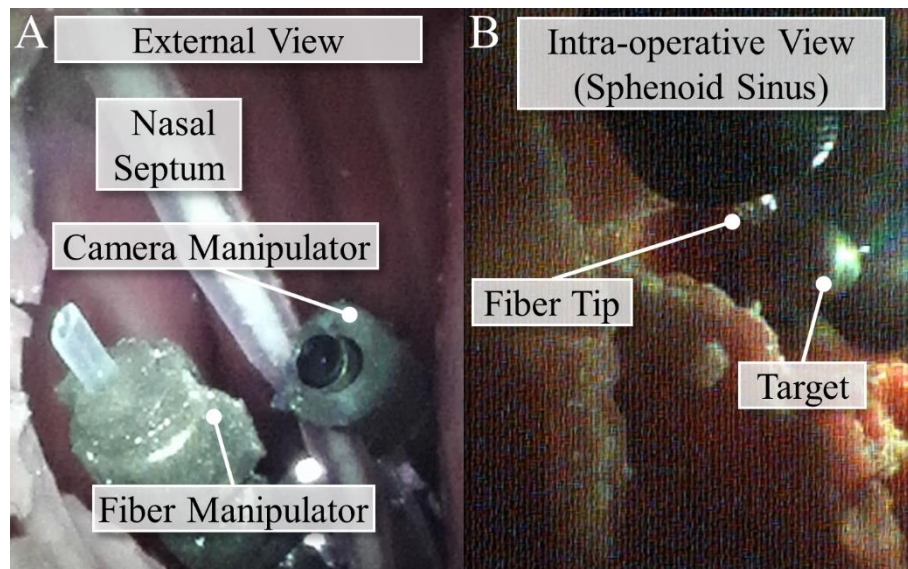 A
External View
Nasal
Septum
Camera Manipulator
Fiber Manipulator
B
Intra-operative View
(Sphenoid Sinus)
Fiber Tip
Target